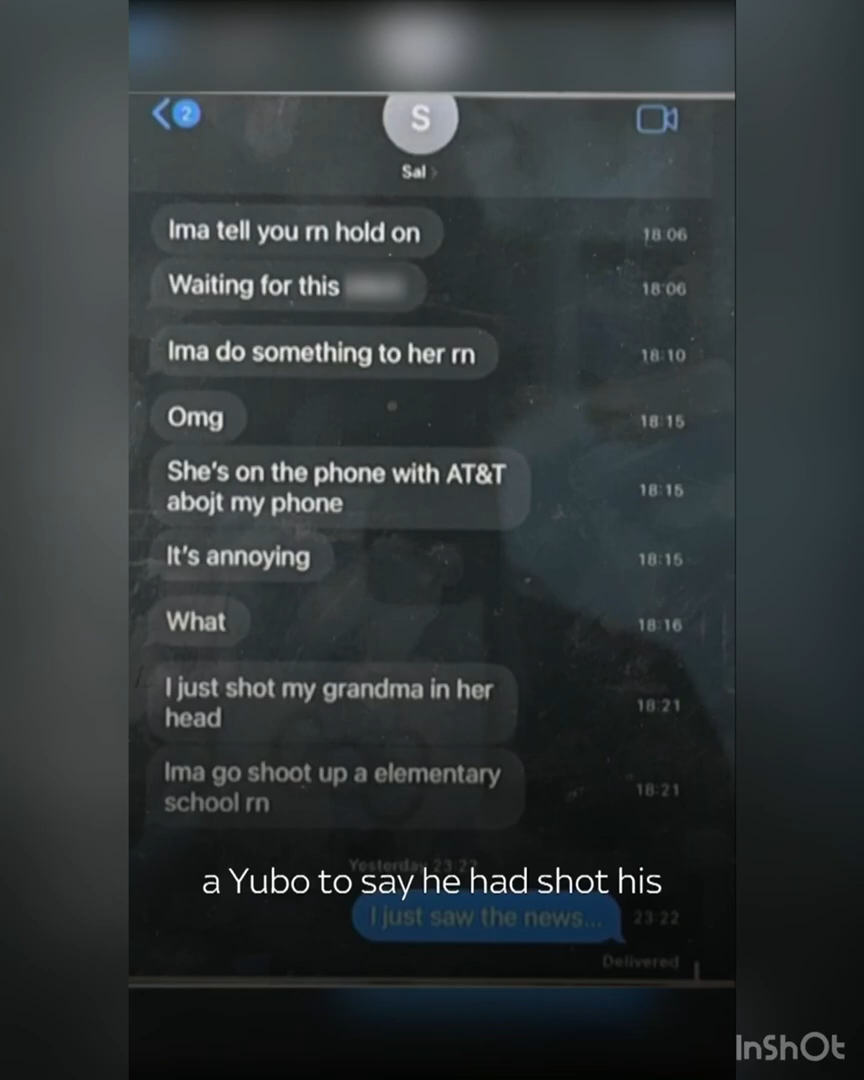 2
S
Sal
Ima tell you rn hold on
18:06
Waiting for this
18:06
Ima do something to her rn
18:10
Omg
18:15
She's on the phone with AT&T
abojt my phone
18:15
It's annoying
18:15
What
18:16
I just shot my grandma in her
head
18:21
Ima go shoot up a elementary
school rn
18:21
Yesterday 23:22
a Yubo to say he had shot his
I just saw the news...
23:22
Delivered
InShOt